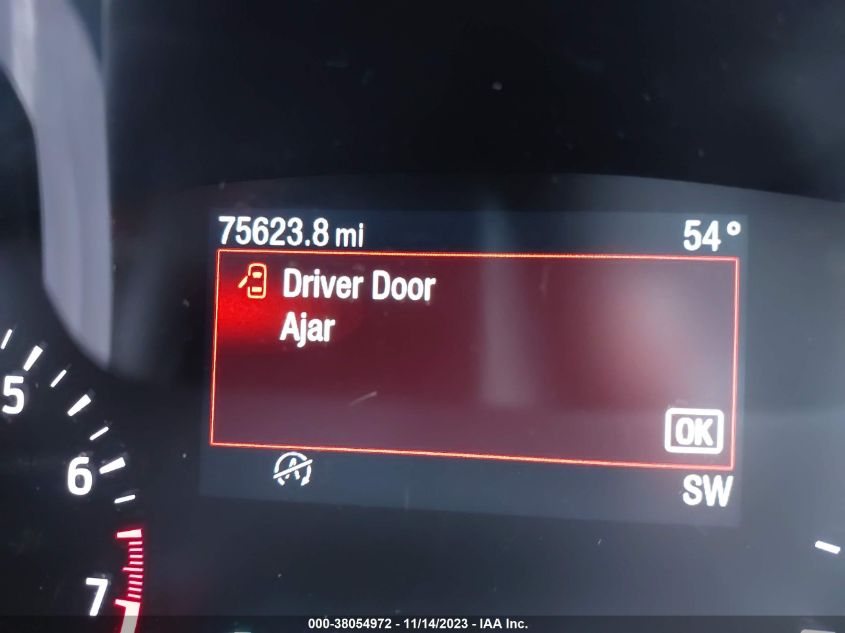 75623.8 mi 54°
Driver Door
Ajar
OK
SW
5
6
7
000-38054972 - 11/14/2023 - IAA Inc.